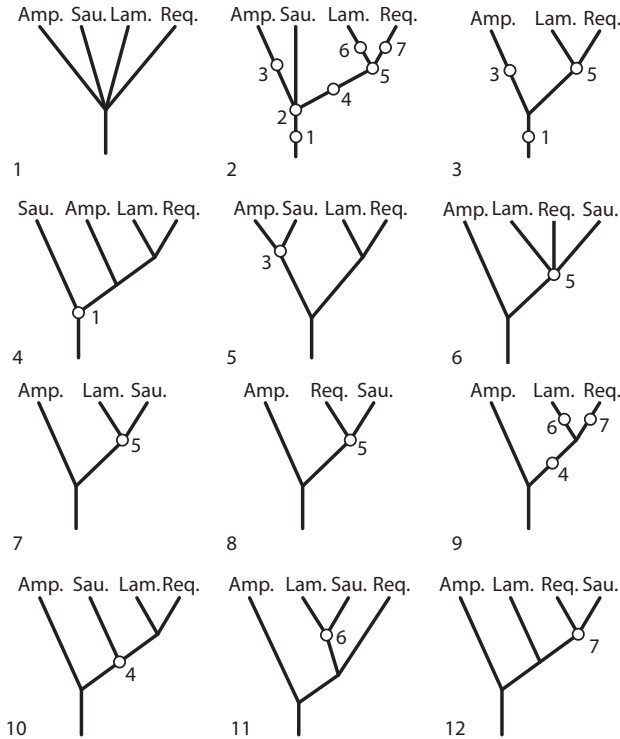 Amp. Sau. Lam. Req.
1
Amp. Sau. Lam. Req.
6 7
3
5
4
2
1
2
Amp. Lam. Req.
3 5
1
3
Sau. Amp. Lam. Req.
1
4
Amp. Sau. Lam. Req.
3
5
Amp. Lam. Req. Sau.
5
6
Amp. Lam. Sau.
5
7
Amp. Req. Sau.
5
8
Amp. Lam. Req.
6 7
4
9
Amp. Sau. Lam. Req.
4
10
Amp. Lam. Sau. Req.
6
11
Amp. Lam. Req. Sau.
7
12